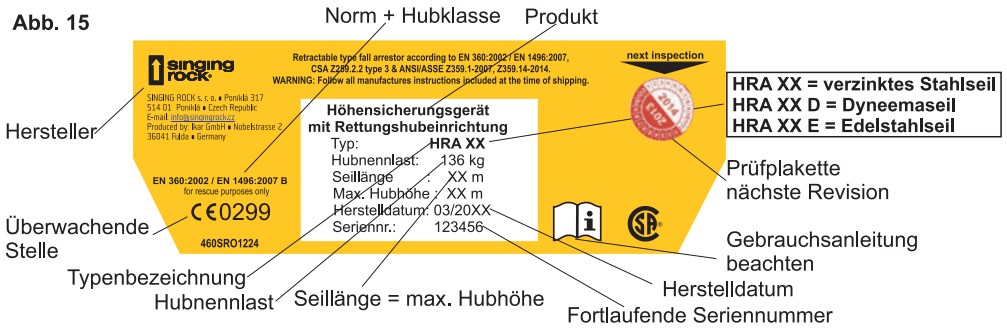 Abb. 15
Norm + Hubklasse
Produkt
singing
rock®
SINGING ROCK s. r. o. ■ Poniklá 317
514 01 Poniklá ■ Czech Republic
E-mail: info@singingrock.cz
Produced by: Ikar GmbH ■ Nobelstrasse 2
36041 Fulda ■ Germany
Retractable type fall arrestor according to EN 360:2002 / EN 1496:2007,
CSA Z259.2.2 type 3 & ANSI/ASSE Z359.1-2007, Z359.14-2014.
WARNING: Follow all manufactures instructions included at the time of shipping.
next inspection
2014
2013
HRA XX = verzinktes Stahlseil
HRA XX D = Dyneemaseil
HRA XX E = Edelstahlseil
Hersteller
Höhensicherungsgerät
mit Rettungshubeinrichtung
Typ: HRA XX
Hubnennlast: 136 kg
Seillänge : XX m
Max. Hubhöhe : XX m
Herstelldatum: 03/20XX
Seriennr.: 123456
EN 360:2002 / EN 1496:2007 B
for rescue purposes only
CE0299
460SRO1224
i
CSA®
Prüfplakette
nächste Revision
Überwachende
Stelle
Gebrauchsanleitung
beachten
Typenbezeichnung
Hubnennlast
Seillänge = max. Hubhöhe
Herstelldatum
Fortlaufende Seriennummer